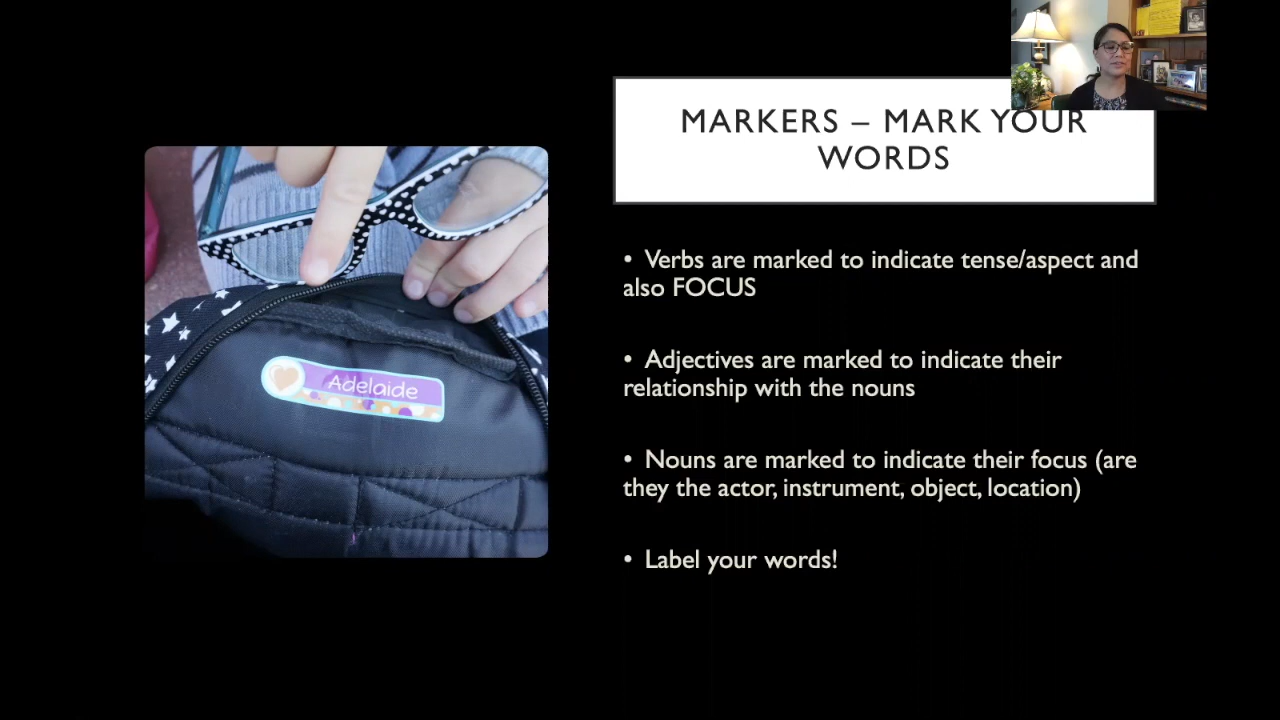 MARKERS – MARK YOUR
WORDS
Adelaide
• Verbs are marked to indicate tense/aspect and
also FOCUS
• Adjectives are marked to indicate their
relationship with the nouns
• Nouns are marked to indicate their focus (are
they the actor, instrument, object, location)
• Label your words!